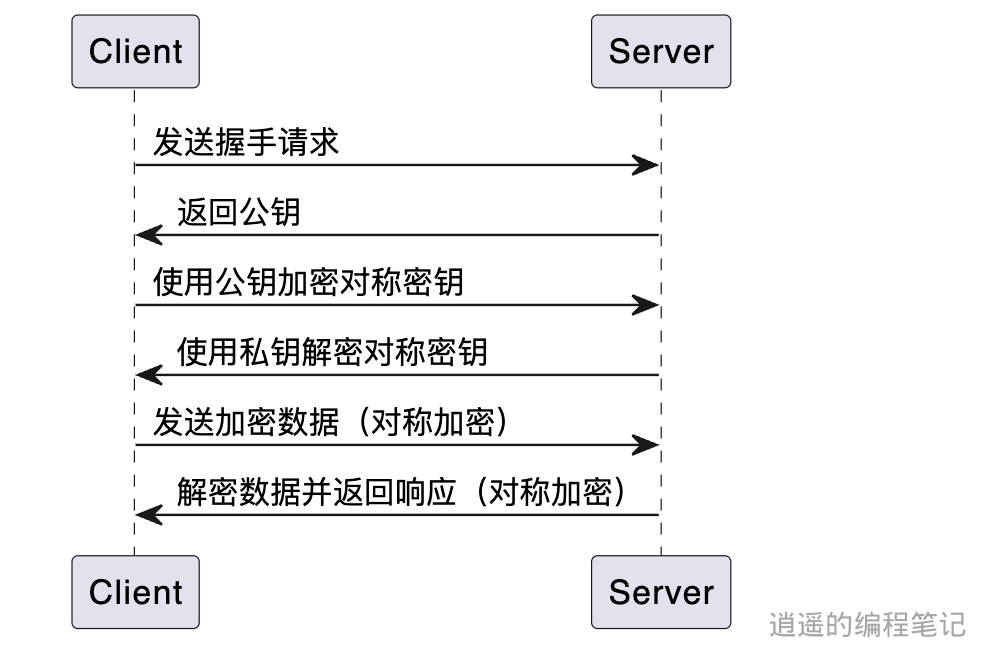 Client Server
发送握手请求
返回公钥
使用公钥加密对称密钥
使用私钥解密对称密钥
发送加密数据（对称加密）
解密数据并返回响应（对称加密）
Client Server
逍遥的编程笔记